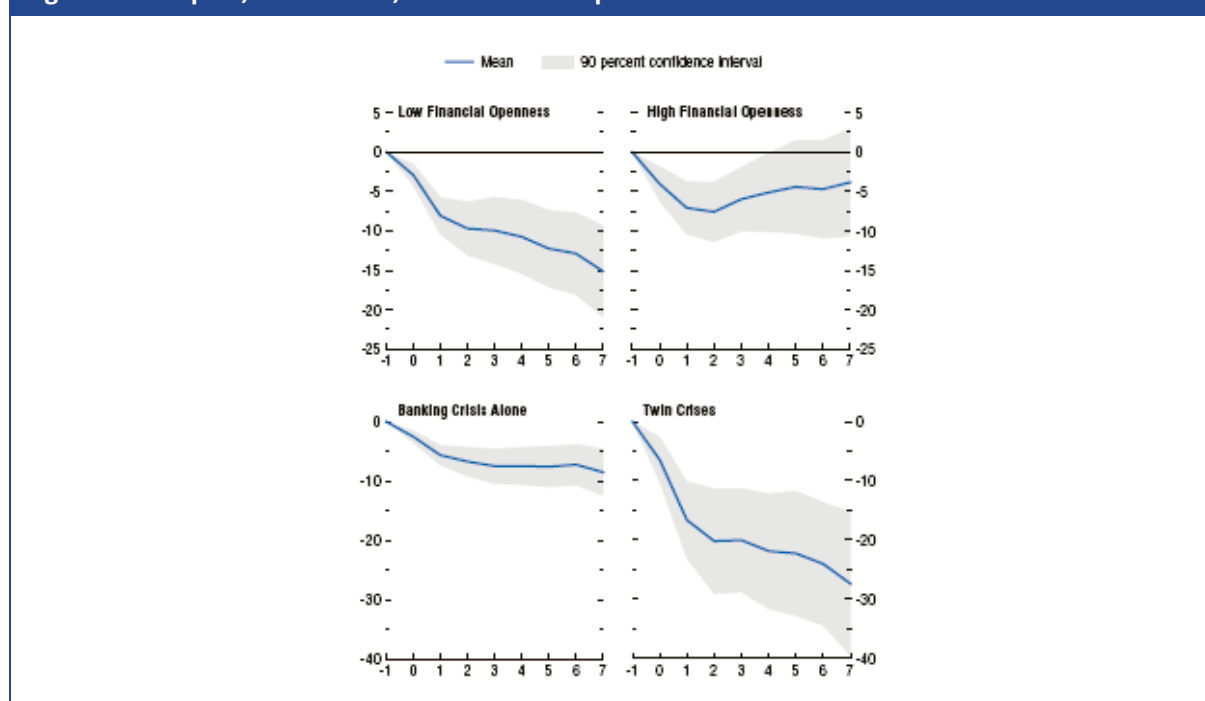 Mean 90 percent confidence interval
Low Financial Openness High Financial Openness
5 5
0 0
-5 -5
-10 -10
-15 -15
-20 -20
-25 -25
-1 0 1 2 3 4 5 6 7 -1 0 1 2 3 4 5 6 7
Banking Crisis Alone Twin Crises
0 0
-10 -10
-20 -20
-30 -30
-40 -40
-1 0 1 2 3 4 5 6 7 -1 0 1 2 3 4 5 6 7